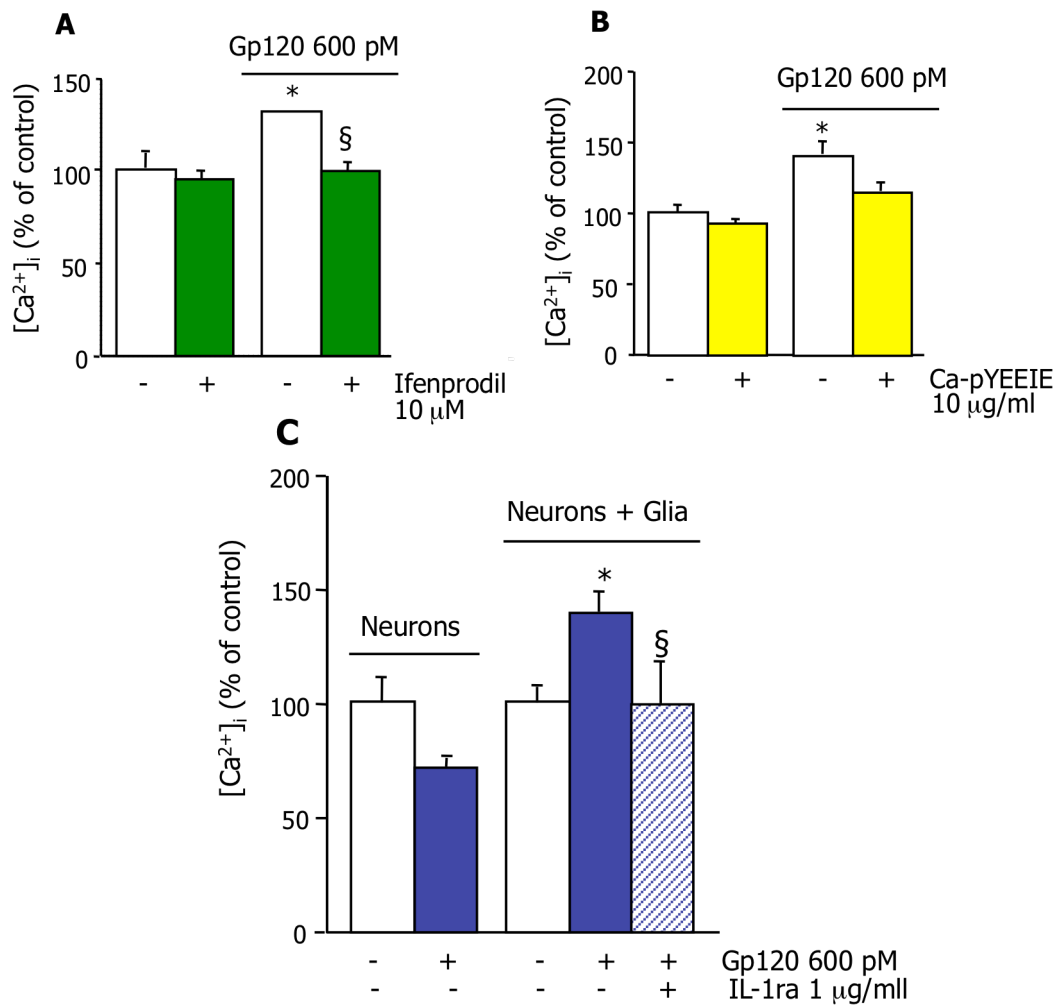 A
Gp120 600 pM
150
100
50
0
[Ca2+]i (% of control)
*
§
- + - + Ifenprodil
10 μM
B
Gp120 600 pM
200
150
100
50
0
[Ca2+]i (% of control)
*
- + - + Ca-pYEEIE
10 μg/ml
C
200
150
100
50
0
[Ca2+]i (% of control)
Neurons
Neurons + Glia
*
§
- + - + + Gp120 600 pM
- - - - + IL-1ra 1 μg/mll